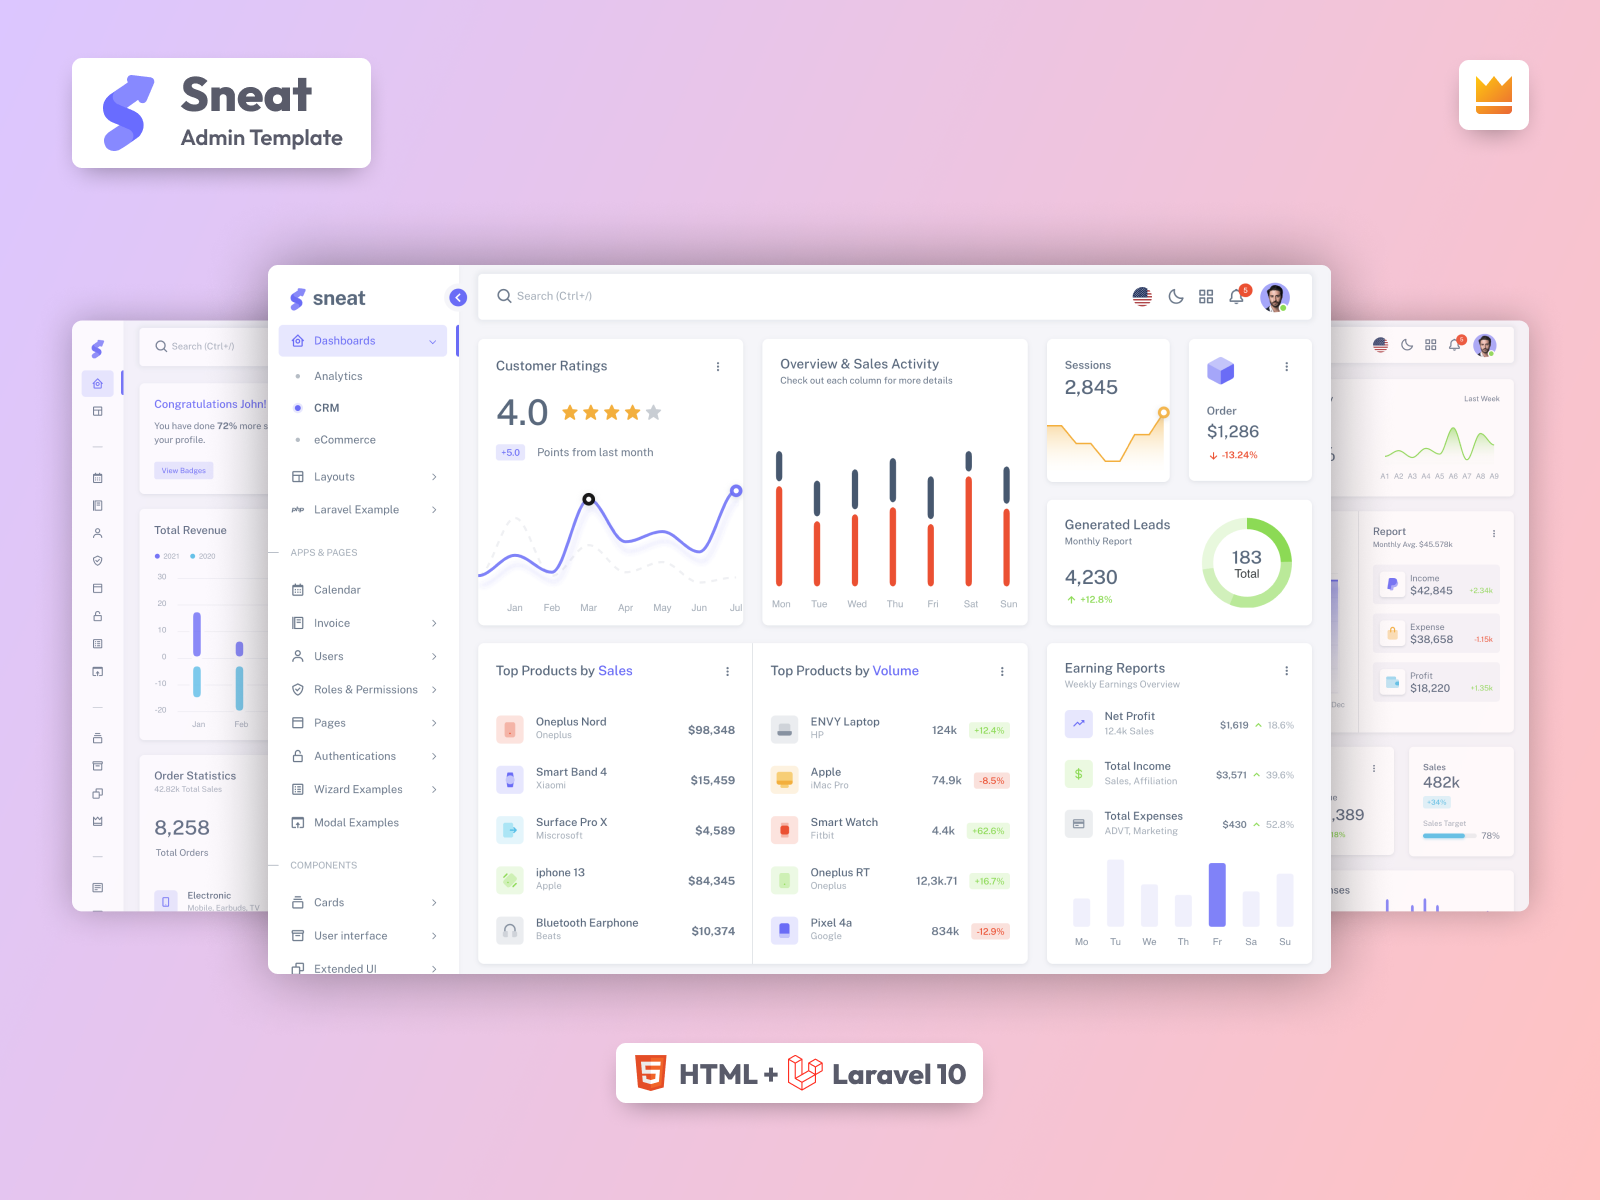 Sneat
Admin Template
sneat
Dashboards
Analytics
CRM
eCommerce
Layouts
php Laravel Example
APPS & PAGES
Calendar
Invoice
Users
Roles & Permissions
Pages
Authentications
Wizard Examples
Modal Examples
COMPONENTS
Cards
User interface
Extended UI
Search (Ctrl+/)
5
Customer Ratings
4.0
+5.0 Points from last month
Jan Feb Mar Apr May Jun Jul
Overview & Sales Activity
Check out each column for more details
Mon Tue Wed Thu Fri Sat Sun
Sessions
2,845
Order
$1,286
-13.24%
Generated Leads
Monthly Report
4,230
+12.8%
183
Total
Top Products by Sales
Oneplus Nord
Oneplus
$98,348
Smart Band 4
Xiaomi
$15,459
Surface Pro X
Miscrosoft
$4,589
iphone 13
Apple
$84,345
Bluetooth Earphone
Beats
$10,374
Top Products by Volume
ENVY Laptop
HP
124k +12.4%
Apple
iMac Pro
74.9k -8.5%
Smart Watch
Fitbit
4.4k +62.6%
Oneplus RT
Oneplus
12,3k.71 +16.7%
Pixel 4a
Google
834k -12.9%
Earning Reports
Weekly Earnings Overview
Net Profit
12.4k Sales
$1,619 18.6%
Total Income
Sales, Affiliation
$3,571 39.6%
Total Expenses
ADVT, Marketing
$430 52.8%
Mo Tu We Th Fr Sa Su
Search (Ctrl+/)
Congratulations John!
You have done 72% more s
your profile.
View Badges
Total Revenue
2021 2020
30
20
10
0
-10
-20
Jan Feb
Order Statistics
42.82k Total Sales
8,258
Total Orders
Electronic
Mobile, Earbuds, TV
5
Last Week
A1 A2 A3 A4 A5 A6 A7 A8 A9
Report
Monthly Avg. $45.578k
Income
$42,845 +2.34k
Expense
$38,658 -1.15k
Profit
$18,220 +1.35k
Dec
,389
18%
Sales
482k
+34%
Sales Target
78%
nses
HTML + Laravel 10